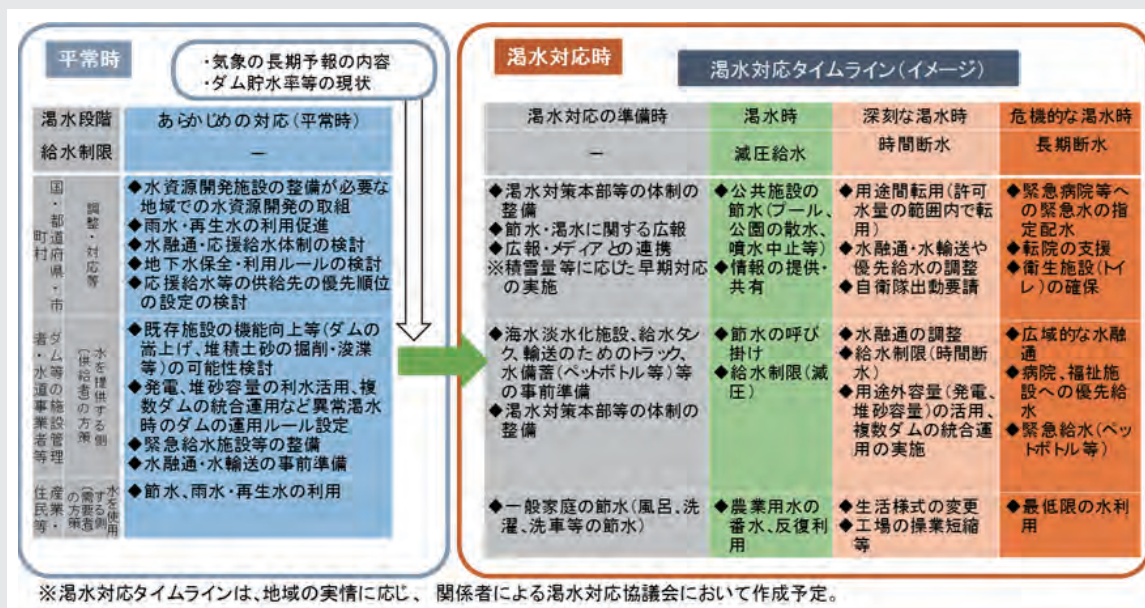 平常時
・気象の長期予報の内容
・ダム貯水率等の現状
渇水段階
あらかじめの対応(平常時)
給水制限
－
国・都道府県・市町村
調整・対応等
◆水資源開発施設の整備が必要な
地域での水資源開発の取組
◆雨水・再生水の利用促進
◆水融通・応援給水体制の検討
◆地下水保全・利用ルールの検討
◆応援給水等の供給先の優先順位
の設定の検討
ダム等の施設管理
者・水道事業者等
水を提供する側
(供給者)の方策
◆既存施設の機能向上等(ダムの
嵩上げ、堆積土砂の掘削・浚渫
等)の可能性検討
◆発電、堆砂容量の利水活用、複
数ダムの統合運用など異常渇水
時のダムの運用ルール設定
◆緊急給水施設等の整備
◆水融通・水輸送の事前準備
産業・
住民等
水を使用
する側
(需要者)
の方策
◆節水、雨水・再生水の利用
渇水対応時
渇水対応タイムライン(イメージ)
渇水対応の準備時
－
◆渇水対策本部等の体制の
整備
◆節水・渇水に関する広報
◆広報・メディアとの連携
※積雪量等に応じた早期対応
の実施
◆海水淡水化施設、給水タン
ク、輸送のためのトラック、
水備蓄(ペットボトル等)等
の事前準備
◆渇水対策本部等の体制の
整備
◆一般家庭の節水(風呂、洗
濯、洗車等の節水)
渇水時
減圧給水
◆公共施設の
節水(プール、
公園の散水、
噴水中止等)
◆情報の提供・
共有
◆節水の呼び
掛け
◆給水制限(減
圧)
◆農業用水の
番水、反復利
用
深刻な渇水時
時間断水
◆用途間転用(許可
水量の範囲内で転
用)
◆水融通・水輸送や
優先給水の調整
◆自衛隊出動要請
◆水融通の調整
◆給水制限(時間断
水)
◆用途外容量(発電、
堆砂容量)の活用、
複数ダムの統合運
用の実施
◆生活様式の変更
◆工場の操業短縮
等
危機的な渇水時
長期断水
◆緊急病院等へ
の緊急水の指
定配水
◆転院の支援
◆衛生施設(トイ
レ)の確保
◆広域的な水融
通
◆病院、福祉施
設への優先給
水
◆緊急給水(ペッ
トボトル等)
◆最低限の水利
用
※渇水対応タイムラインは、地域の実情に応じ、 関係者による渇水対応協議会において作成予定。